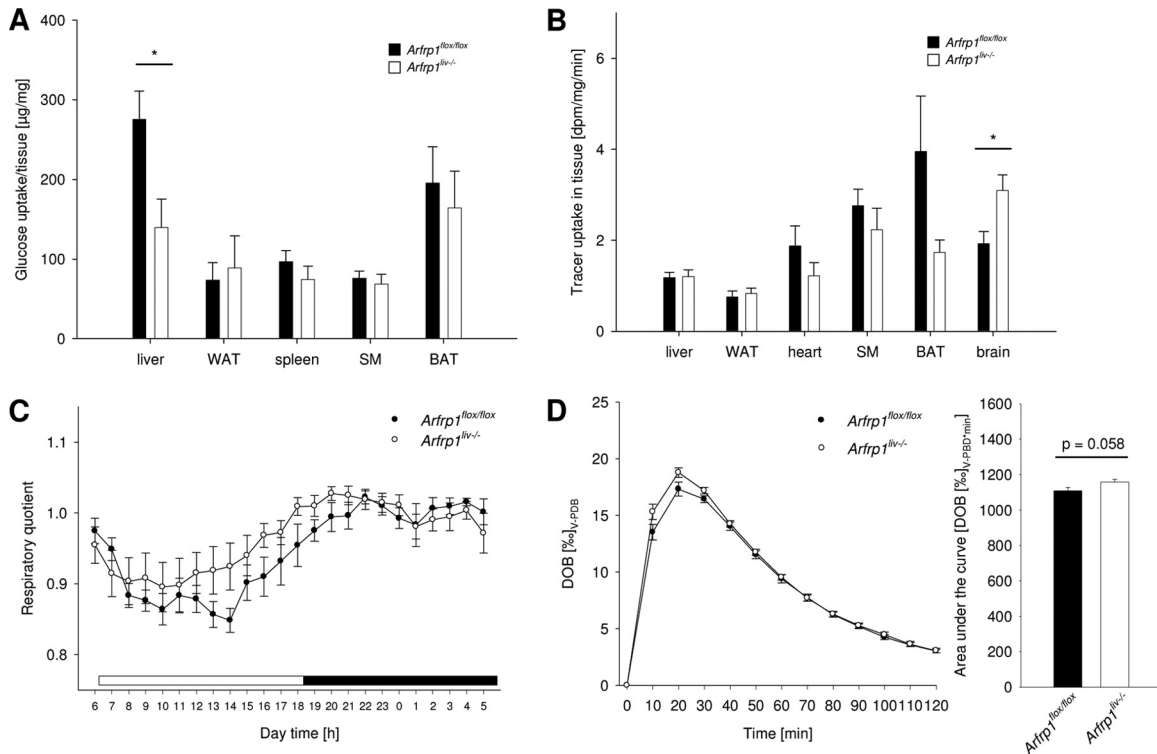 A
Glucose uptake/tissue [µg/mg]
400
300
200
100
0
*
Arfrp1flox/flox
Arfrp1liv-/-
liver WAT spleen SM BAT
B
Tracer uptake in tissue [dpm/mg/min]
6
4
2
0
Arfrp1flox/flox
Arfrp1liv-/-
*
liver WAT heart SM BAT brain
C
Respiratory quotient
1.1
1.0
0.9
0.8
Arfrp1flox/flox
Arfrp1liv-/-
6 7 8 9 10 11 12 13 14 15 16 17 18 19 20 21 22 23 0 1 2 3 4 5
Day time [h]
D
DOB [‰]V-PDB
25
20
15
10
5
0
Arfrp1flox/flox
Arfrp1liv-/-
0 10 20 30 40 50 60 70 80 90 100 110 120
Time [min]
Area under the curve [DOB [‰]V-PBD*min]
1600
1400
1200
1000
800
600
400
200
0
p = 0.058
Arfrp1flox/flox
Arfrp1liv-/-